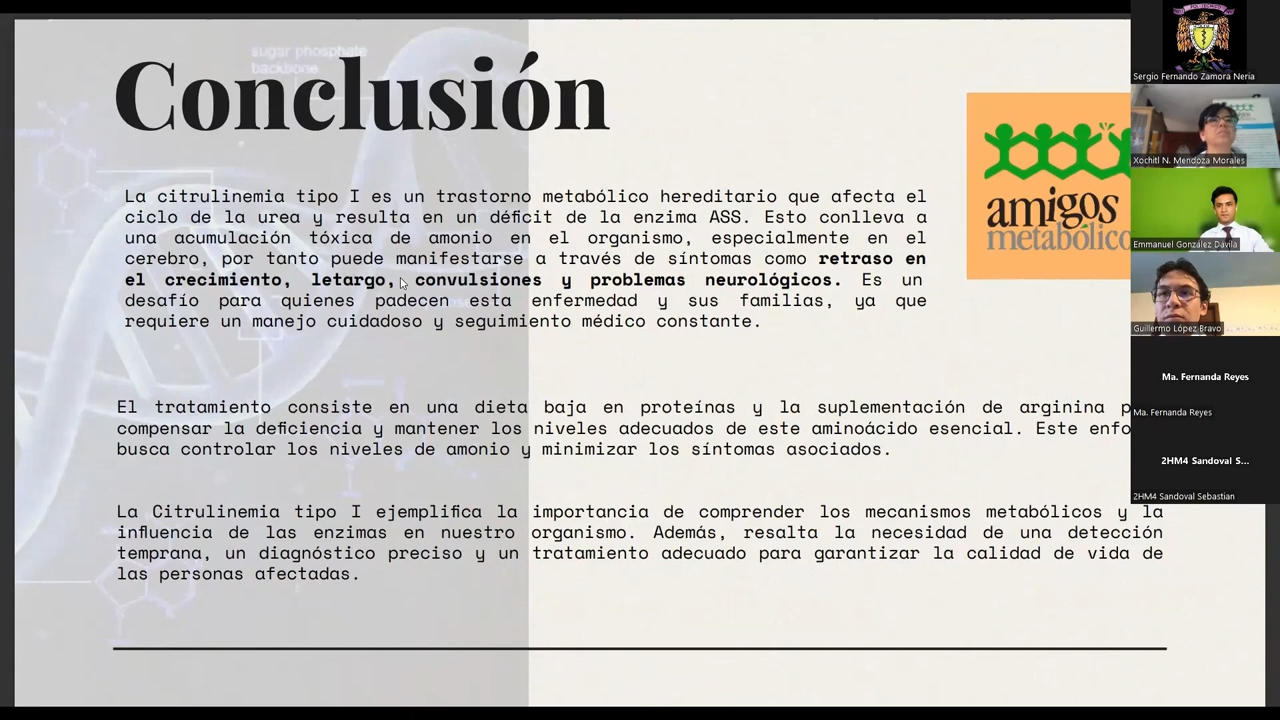 sugar phosphate
backbone
Conclusión
La citrulinemia tipo I es un trastorno metabólico hereditario que afecta el
ciclo de la urea y resulta en un déficit de la enzima ASS. Esto conlleva a
una acumulación tóxica de amonio en el organismo, especialmente en el
cerebro, por tanto puede manifestarse a través de síntomas como retraso en
el crecimiento, letargo, convulsiones y problemas neurológicos. Es un
desafío para quienes padecen esta enfermedad y sus familias, ya que
requiere un manejo cuidadoso y seguimiento médico constante.
amigos
metabólico
El tratamiento consiste en una dieta baja en proteínas y la suplementación de arginina p
compensar la deficiencia y mantener los niveles adecuados de este aminoácido esencial. Este enfo
busca controlar los niveles de amonio y minimizar los síntomas asociados.
La Citrulinemia tipo I ejemplifica la importancia de comprender los mecanismos metabólicos y la
influencia de las enzimas en nuestro organismo. Además, resalta la necesidad de una detección
temprana, un diagnóstico preciso y un tratamiento adecuado para garantizar la calidad de vida de
las personas afectadas.
Sergio Fernando Zamora Neria
Xochitl N. Mendoza Morales
Emmanuel González Dávila
Guillermo López Bravo
Ma. Fernanda Reyes
Ma. Fernanda Reyes
2HM4 Sandoval S...
2HM4 Sandoval Sebastian